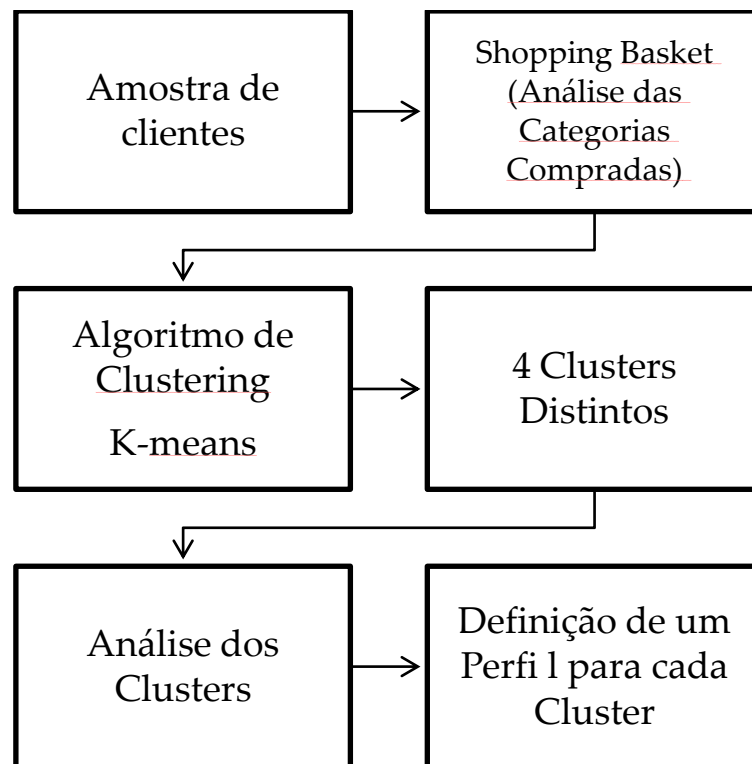 Amostra de
clientes
Shopping Basket
(Análise das
Categorias
Compradas)
Algoritmo de
Clustering
K-means
4 Clusters
Distintos
Análise dos
Clusters
Definição de um
Perfi l para cada
Cluster